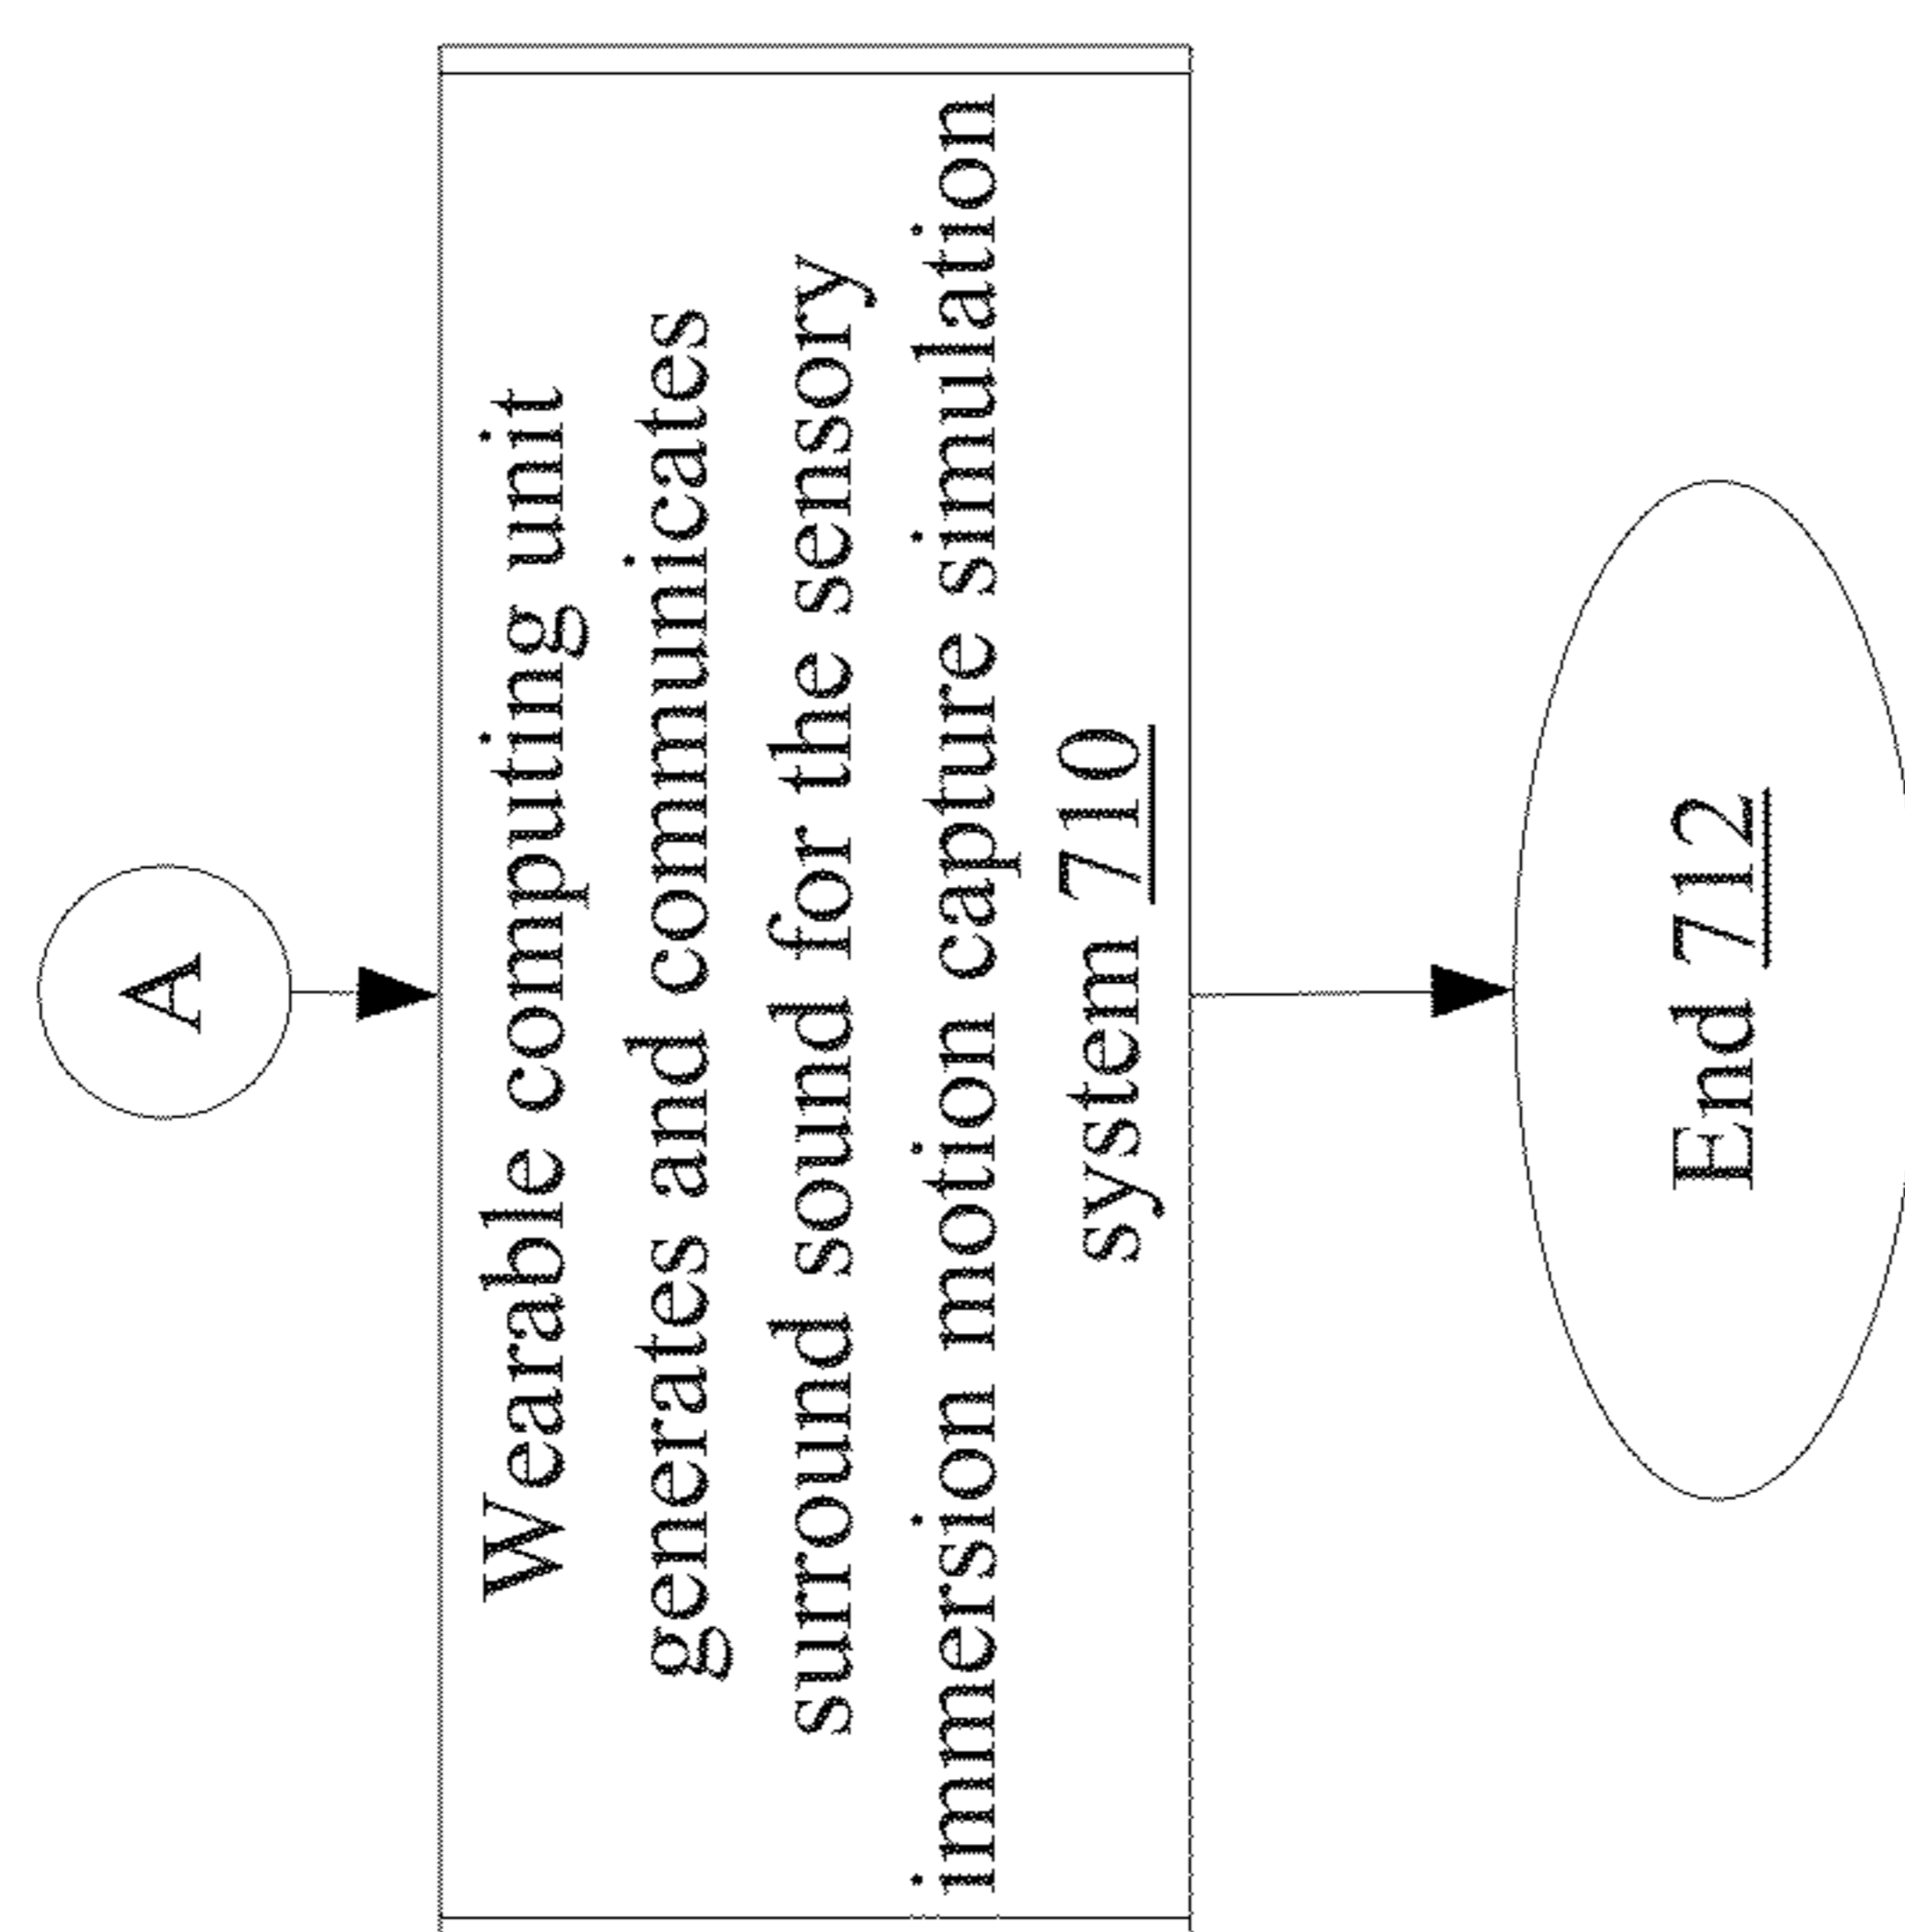 A
Wearable computing unit
generates and communicates
surround sound for the sensory
immersion motion capture simulation
system 710
End 712